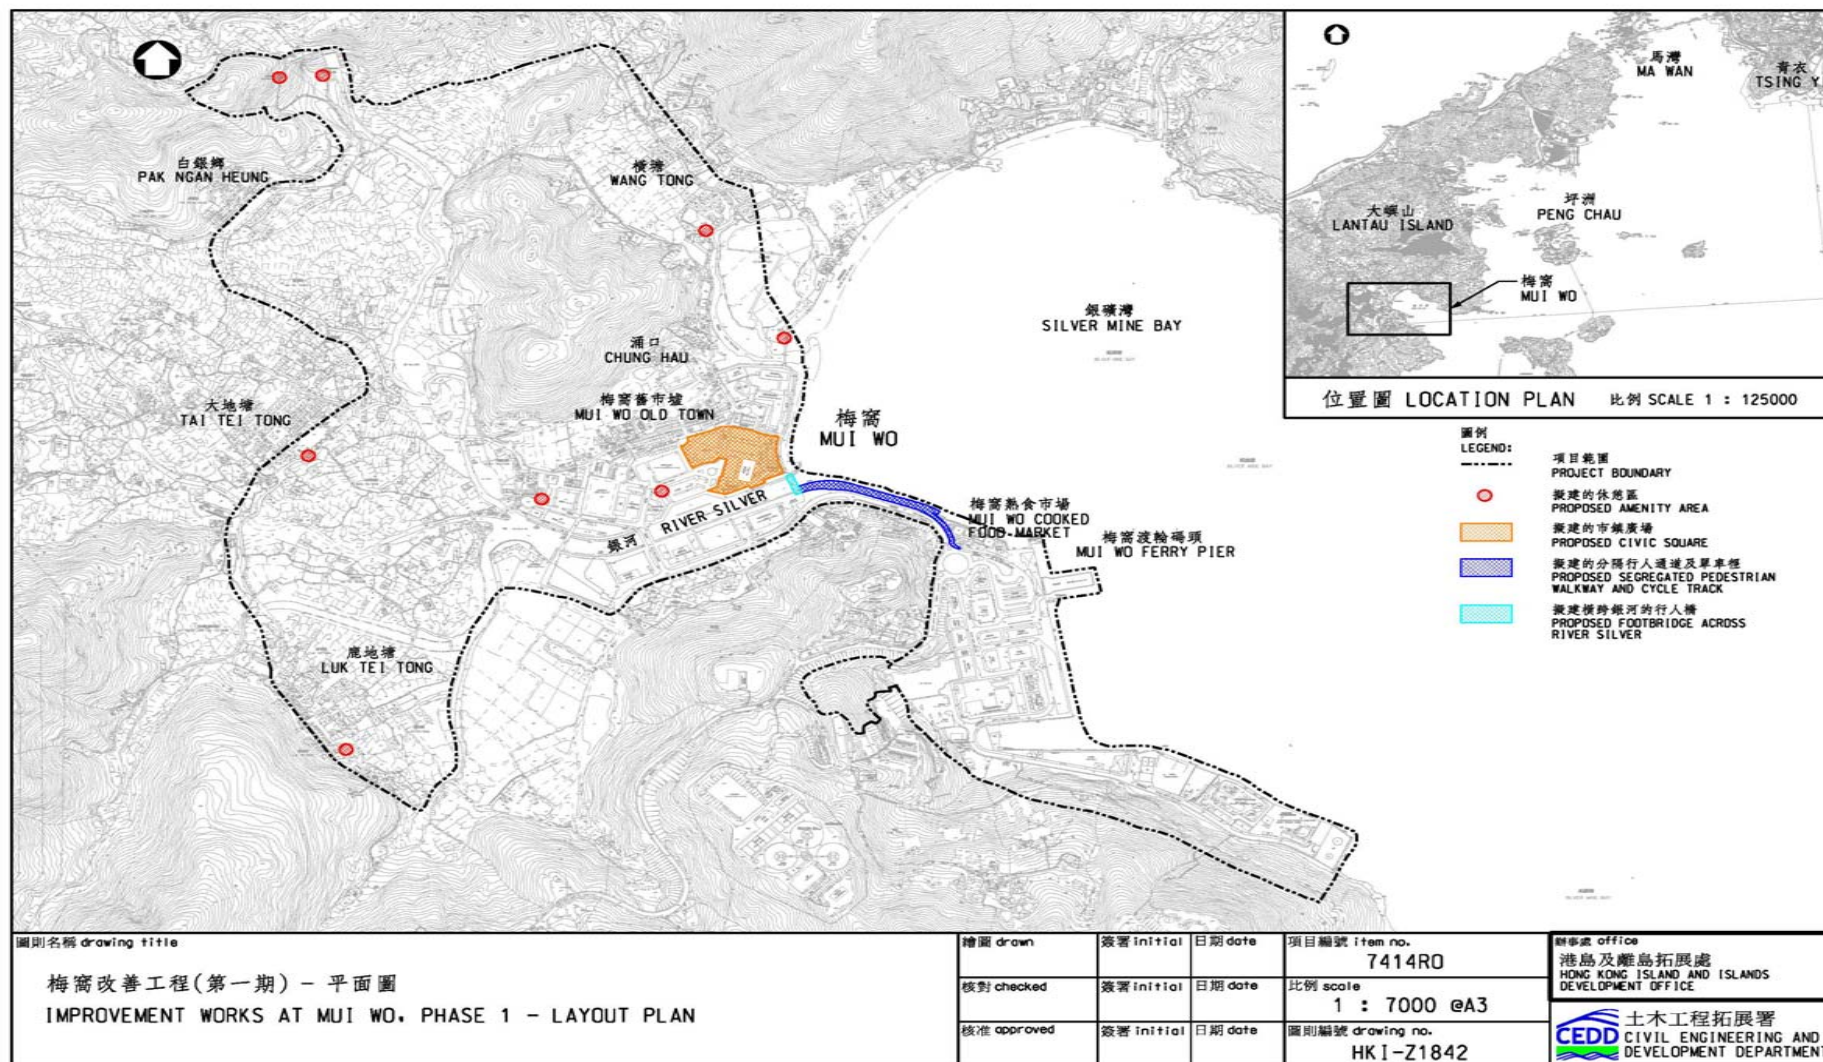 白銀鄉
PAK NGAN HEUNG
橫塘
WANG TONG
涌口
CHUNG HAU
梅窩舊市墟
MUI WO OLD TOWN
大地塘
TAI TEI TONG
梅窩
MUI WO
銀礦灣
SILVER MINE BAY
銀河 RIVER SILVER
梅窩熟食市場
MUI WO COOKED
FOOD MARKET
梅窩渡輪碼頭
MUI WO FERRY PIER
鹿地塘
LUK TEI TONG
馬灣
MA WAN
青衣
TSING Y
坪洲
PENG CHAU
大嶼山
LANTAU ISLAND
梅窩
MUI WO
位置圖 LOCATION PLAN 比例 SCALE 1 : 125000
圖例
LEGEND:
項目範圍
PROJECT BOUNDARY
擬建的休憩區
PROPOSED AMENITY AREA
擬建的市鎮廣場
PROPOSED CIVIC SQUARE
擬建的分隔行人通道及單車徑
PROPOSED SEGREGATED PEDESTRIAN
WALKWAY AND CYCLE TRACK
擬建橫跨銀河的行人橋
PROPOSED FOOTBRIDGE ACROSS
RIVER SILVER
圖則名稱 drawing title
梅窩改善工程(第一期) - 平面圖
IMPROVEMENT WORKS AT MUI WO, PHASE 1 - LAYOUT PLAN
繪圖 drawn 簽署 initial 日期 date
核對 checked 簽署 initial 日期 date
核准 approved 簽署 initial 日期 date
項目編號 item no.
7414RO
比例 scale
1 : 7000 @A3
圖則編號 drawing no.
HKI-Z1842
辦事處 office
港島及離島拓展處
HONG KONG ISLAND AND ISLANDS
DEVELOPMENT OFFICE
CEDD
土木工程拓展署
CIVIL ENGINEERING AND
DEVELOPMENT DEPARTMENT